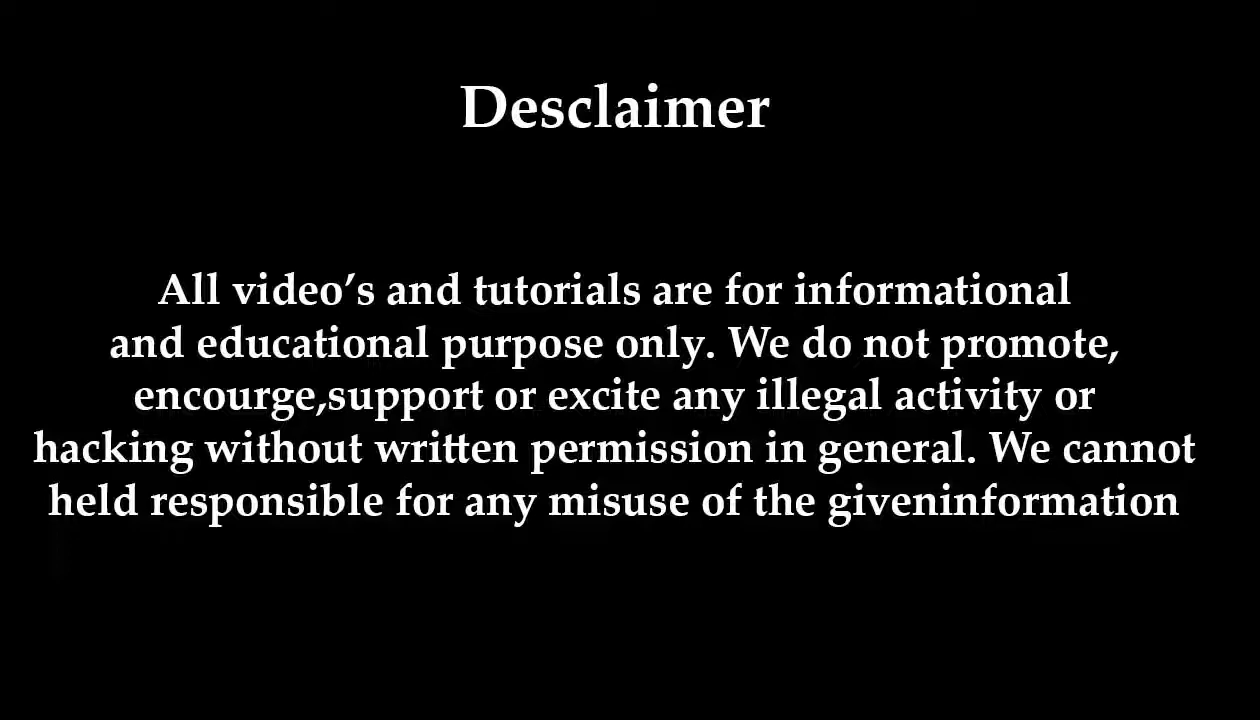 Desclaimer
All video’s and tutorials are for informational
and educational purpose only. We do not promote,
encourge,support or excite any illegal activity or
hacking without written permission in general. We cannot
held responsible for any misuse of the giveninformation